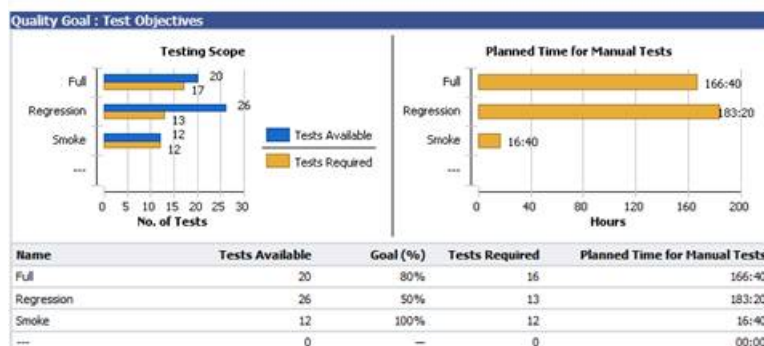 Quality Goal : Test Objectives
Testing Scope
Full
20
17
Regression
26
13
Smoke
12
12
---
Tests Available
Tests Required
0 5 10 15 20 25 30
No. of Tests
Planned Time for Manual Tests
Full
166:40
Regression
183:20
Smoke
16:40
---
0 40 80 120 160 200
Hours
Name Tests Available Goal (%) Tests Required Planned Time for Manual Tests
Full 20 80% 16 166:40
Regression 26 50% 13 183:20
Smoke 12 100% 12 16:40
--- 0 — 0 00:00